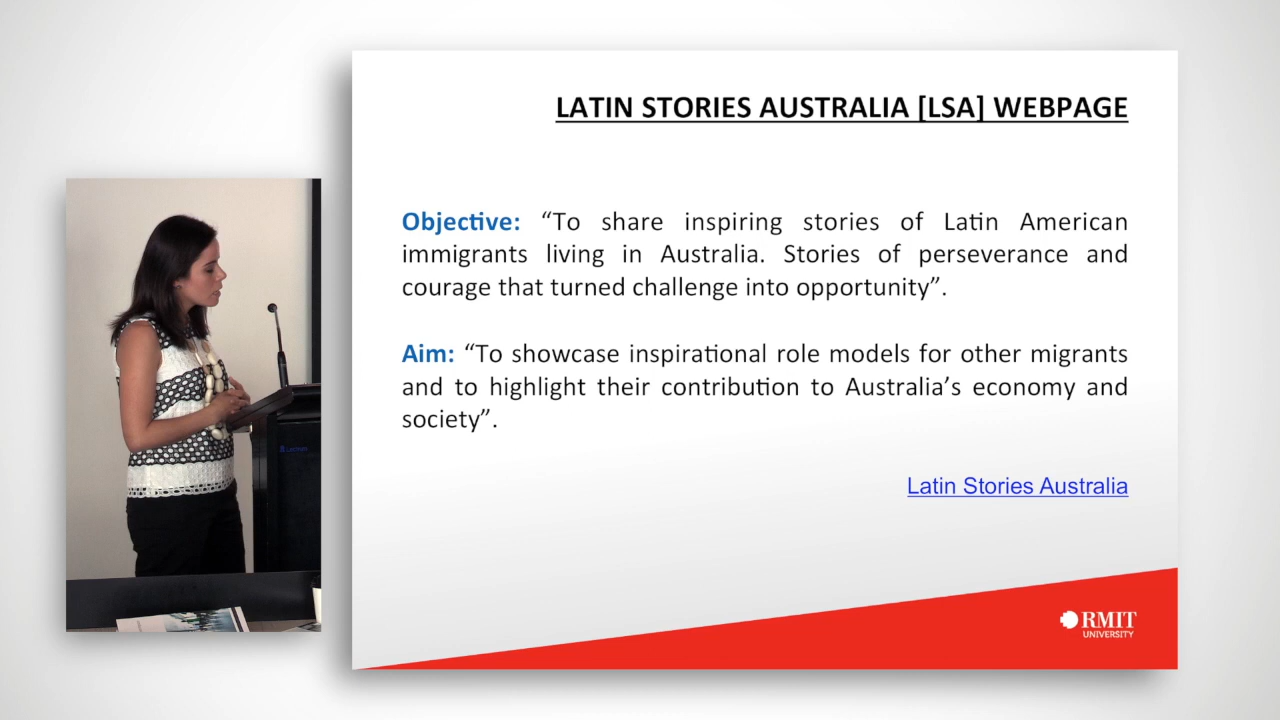 LATIN STORIES AUSTRALIA [LSA] WEBPAGE
Objective: “To share inspiring stories of Latin American
immigrants living in Australia. Stories of perseverance and
courage that turned challenge into opportunity”.
Aim: “To showcase inspirational role models for other migrants
and to highlight their contribution to Australia’s economy and
society”.
Latin Stories Australia
RMIT
UNIVERSITY